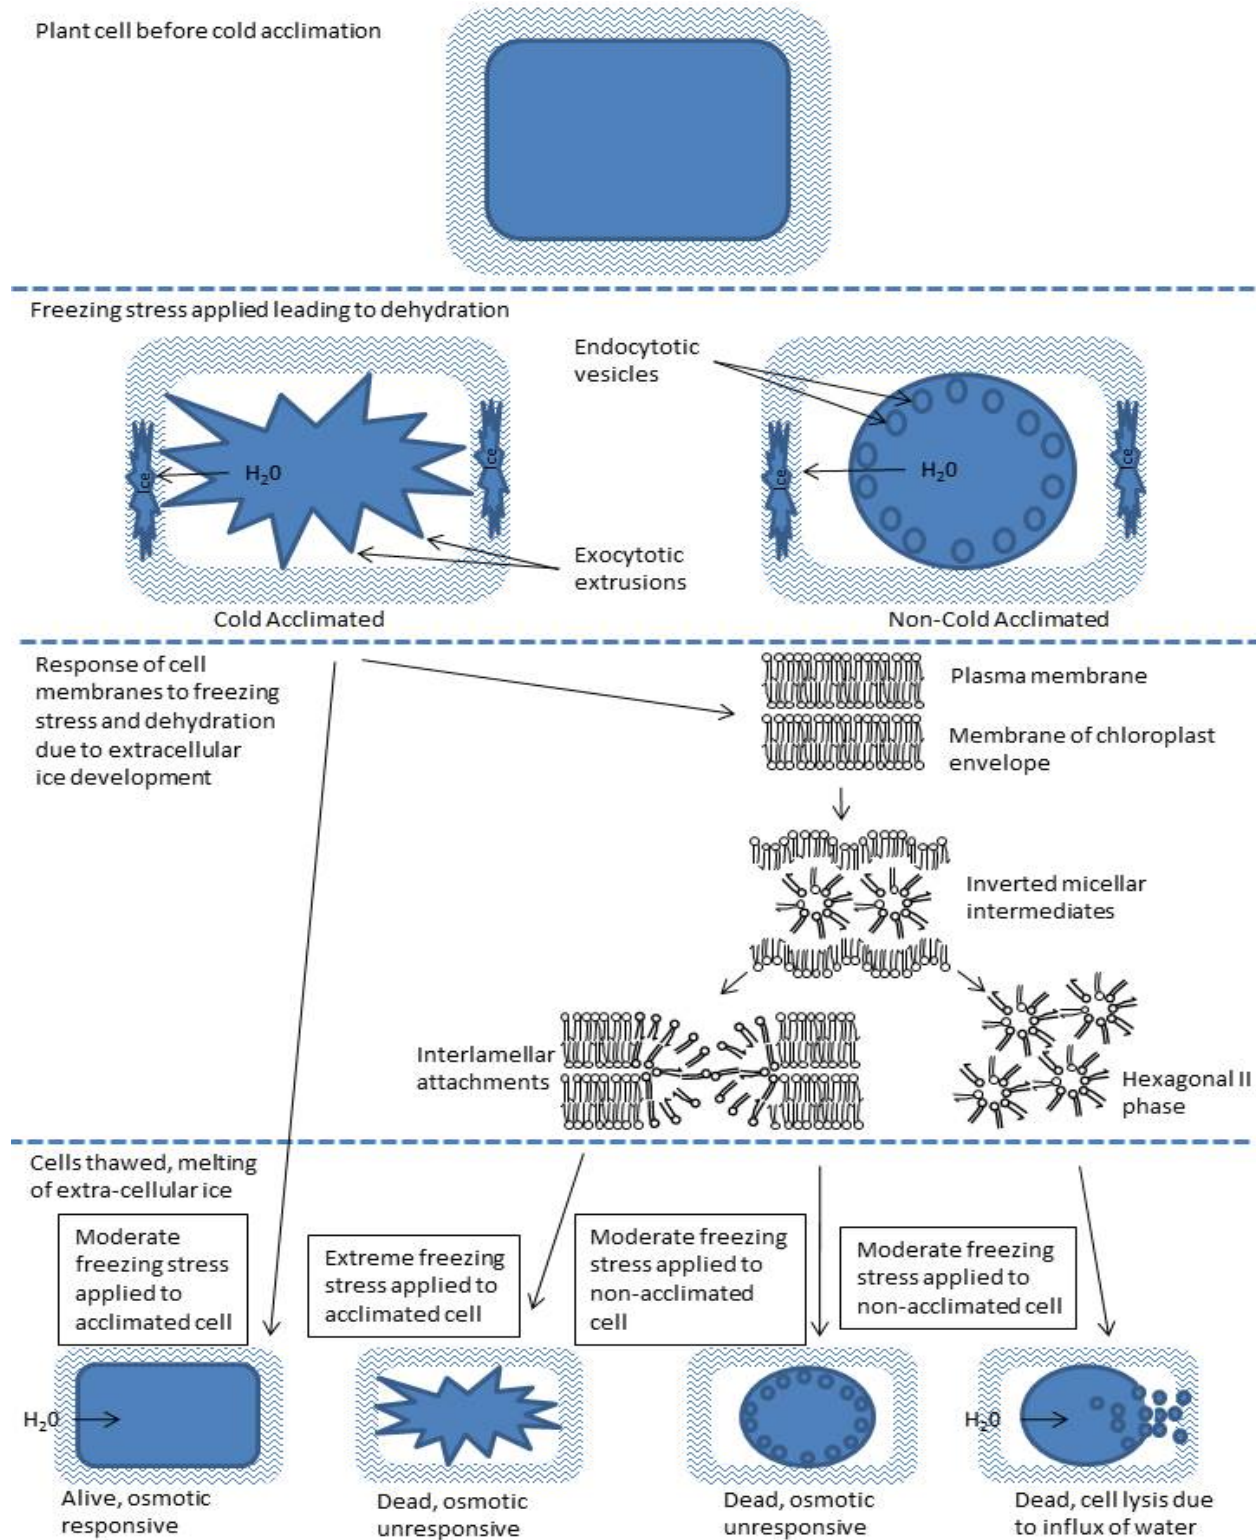 Plant cell before cold acclimation
Freezing stress applied leading to dehydration
Endocytotic
vesicles
Ice
H20
Ice
Ice
H20
Ice
Exocytotic
extrusions
Cold Acclimated
Non-Cold Acclimated
Response of cell
membranes to freezing
stress and dehydration
due to extracellular
ice development
Plasma membrane
Membrane of chloroplast
envelope
Inverted micellar
intermediates
Interlamellar
attachments
Hexagonal II
phase
Cells thawed, melting
of extra-cellular ice
Moderate
freezing stress
applied to
acclimated cell
Extreme freezing
stress applied to
acclimated cell
Moderate freezing
stress applied to
non-acclimated
cell
Moderate freezing
stress applied to
non-acclimated cell
H20
H20
Alive, osmotic
responsive
Dead, osmotic
unresponsive
Dead, osmotic
unresponsive
Dead, cell lysis due
to influx of water